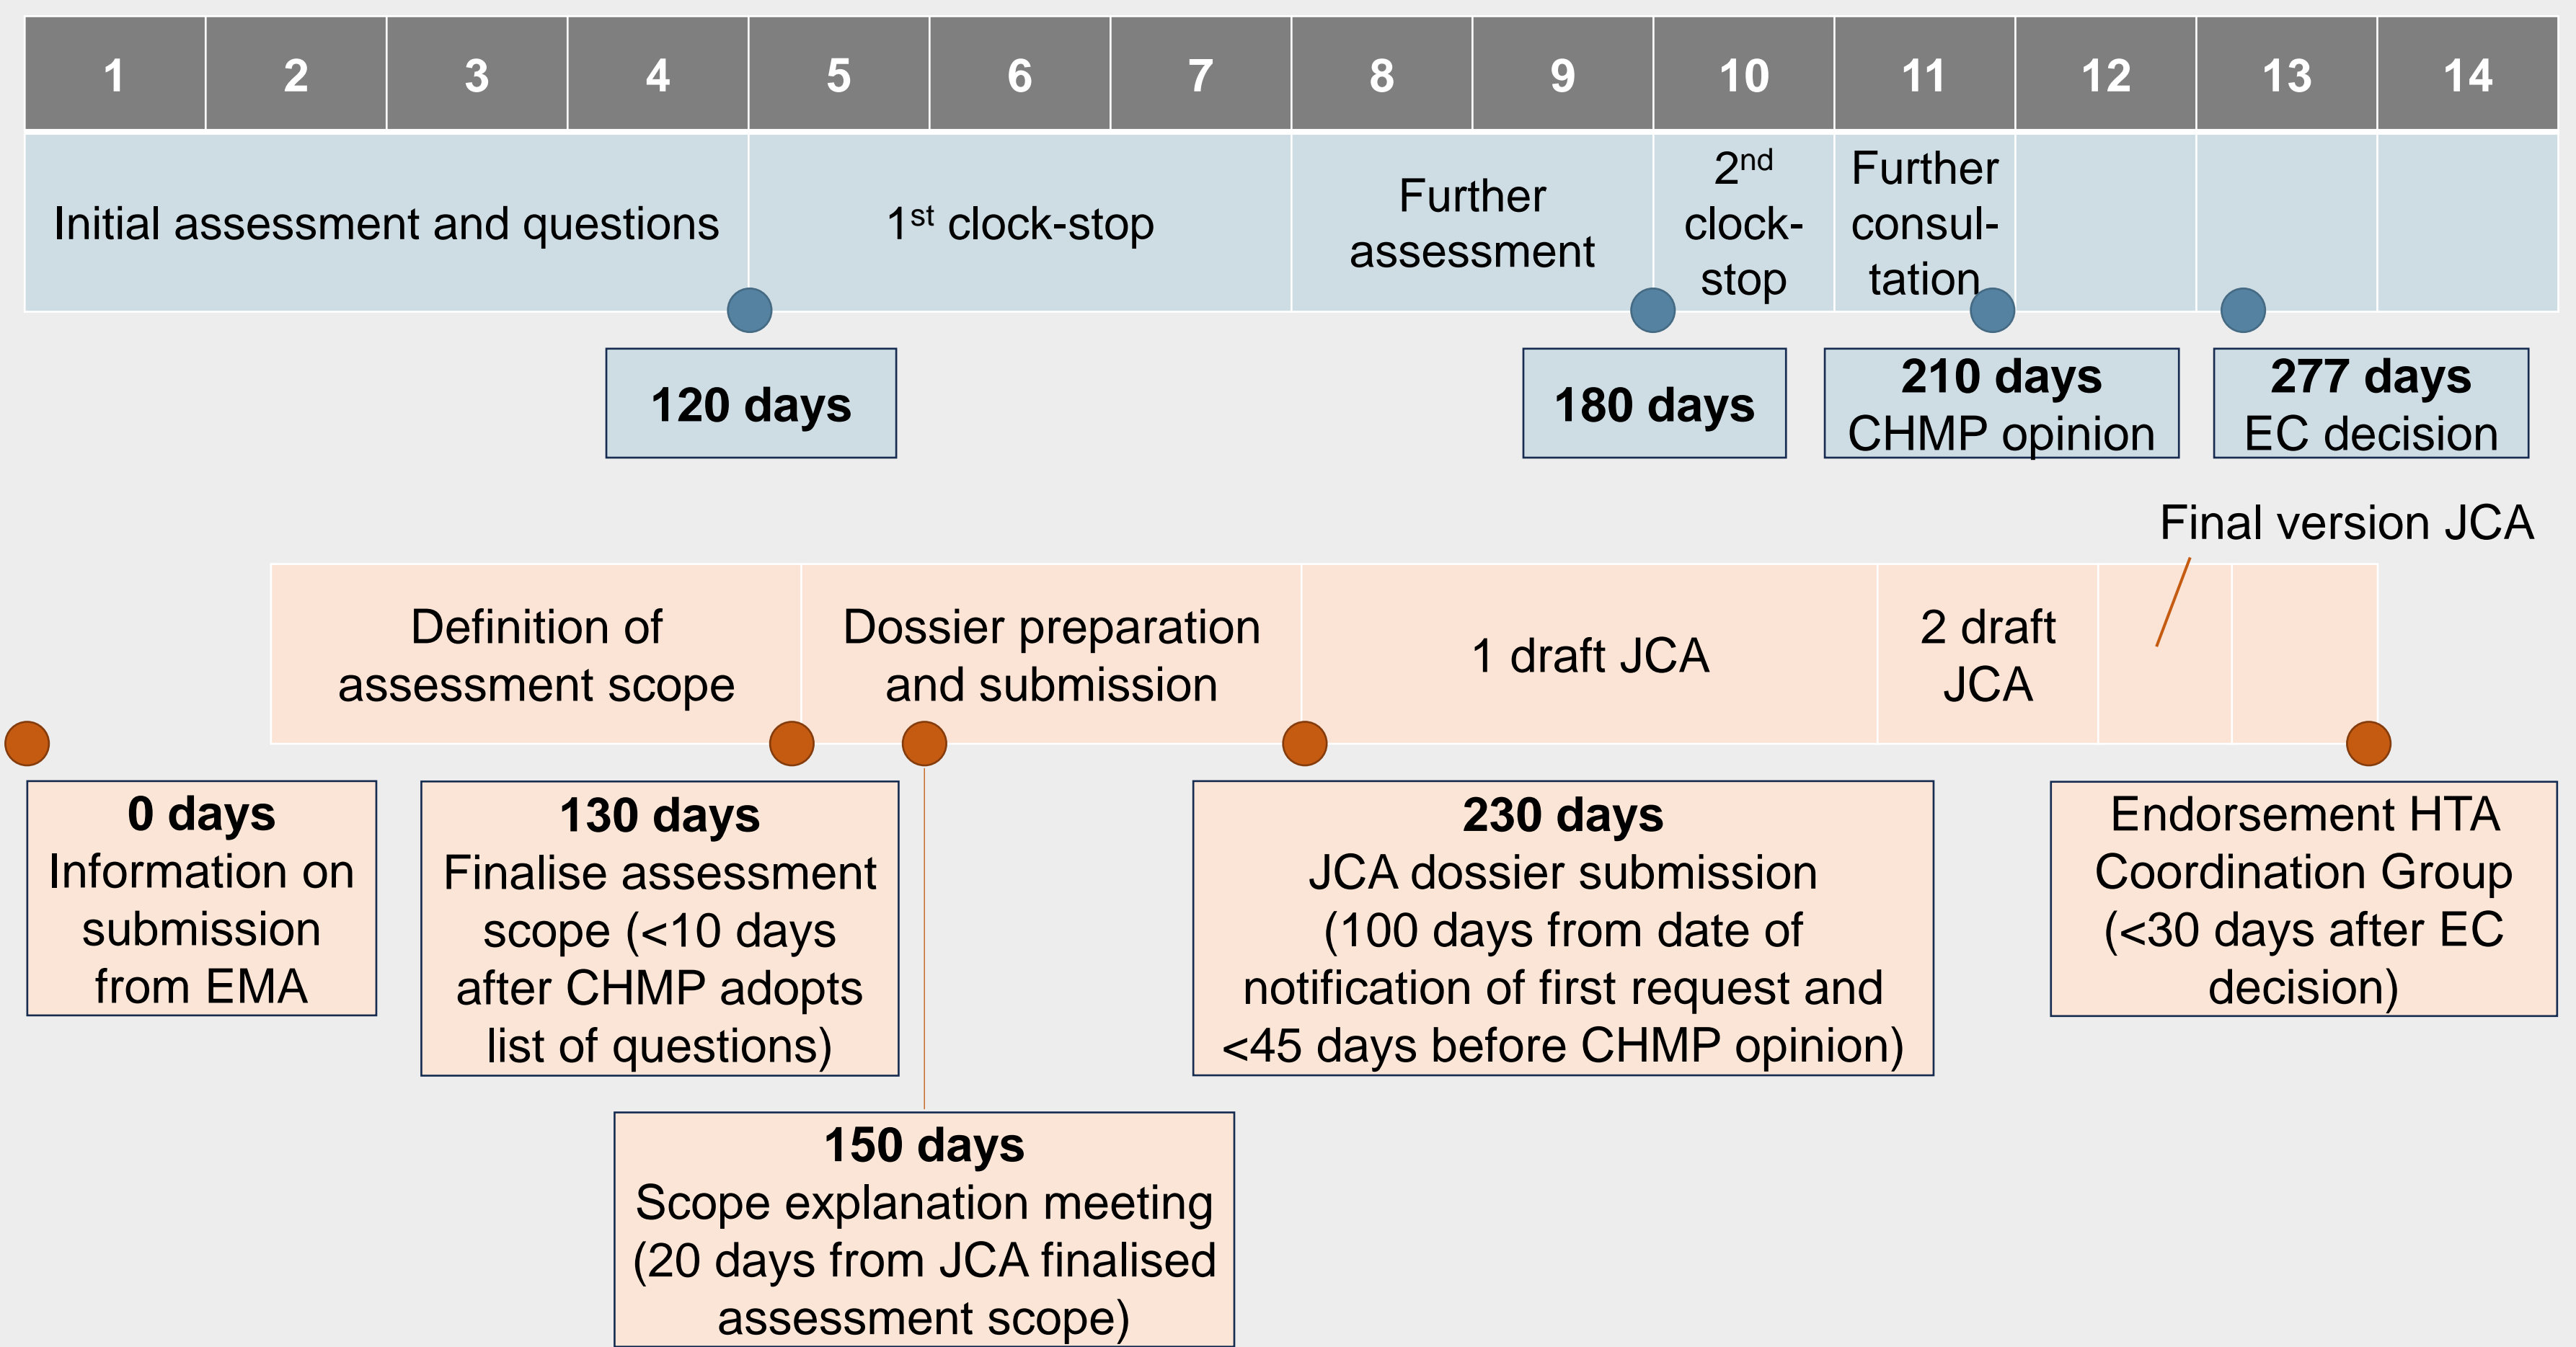 1 2 3 4 5 6 7 8 9 10 11 12 13 14
Initial assessment and questions
1st clock-stop
Further
assessment
2nd
clock-
stop
Further
consul-
tation
120 days
180 days
210 days
CHMP opinion
277 days
EC decision
Final version JCA
Definition of
assessment scope
Dossier preparation
and submission
1 draft JCA
2 draft
JCA
0 days
Information on
submission
from EMA
130 days
Finalise assessment
scope (<10 days
after CHMP adopts
list of questions)
230 days
JCA dossier submission
(100 days from date of
notification of first request and
<45 days before CHMP opinion)
Endorsement HTA
Coordination Group
(<30 days after EC
decision)
150 days
Scope explanation meeting
(20 days from JCA finalised
assessment scope)